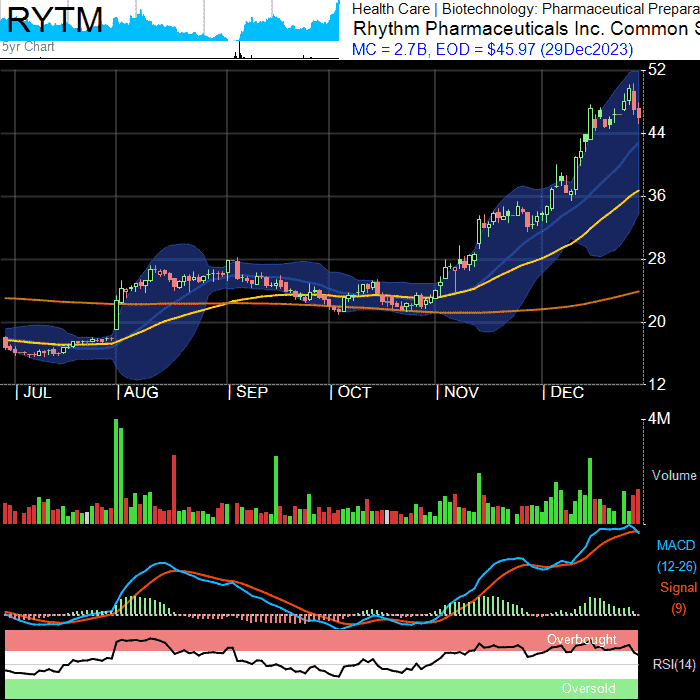 RYTM
5yr Chart
Health Care | Biotechnology: Pharmaceutical Prepara
Rhythm Pharmaceuticals Inc. Common S
MC = 2.7B, EOD = $45.97 (29Dec2023)
52
44
36
28
20
12
| JUL | AUG | SEP | OCT | NOV | DEC
4M
Volume
MACD
(12-26)
Signal
(9)
Overbought
RSI(14)
Oversold